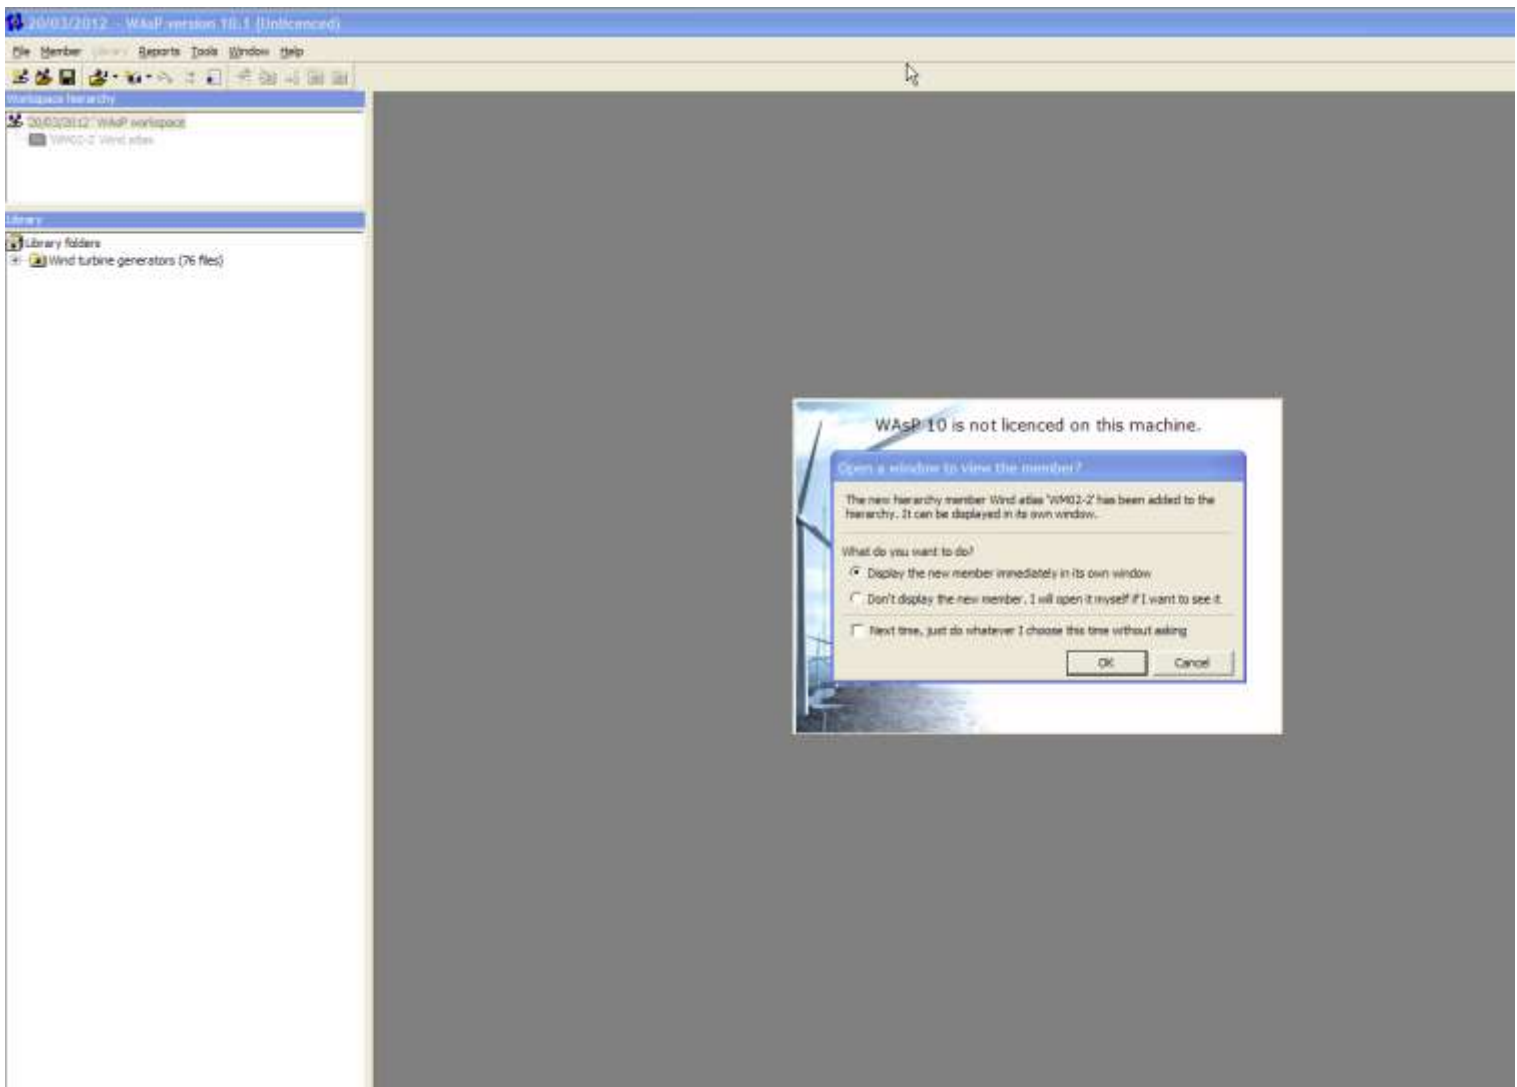 20/03/2012 - WAsP version 10.1 (Unlicenced)
File Member Library Reports Tools Window Help
Workspace hierarchy
'20/03/2012' WAsP workspace
'WM02-2' Wind atlas
Library
Library folders
Wind turbine generators (76 files)
WAsP 10 is not licenced on this machine.
Open a window to view the member?
The new hierarchy member Wind atlas 'WM02-2' has been added to the
hierarchy. It can be displayed in its own window.
What do you want to do?
Display the new member immediately in its own window
Don't display the new member. I will open it myself if I want to see it
Next time, just do whatever I choose this time without asking
OK Cancel